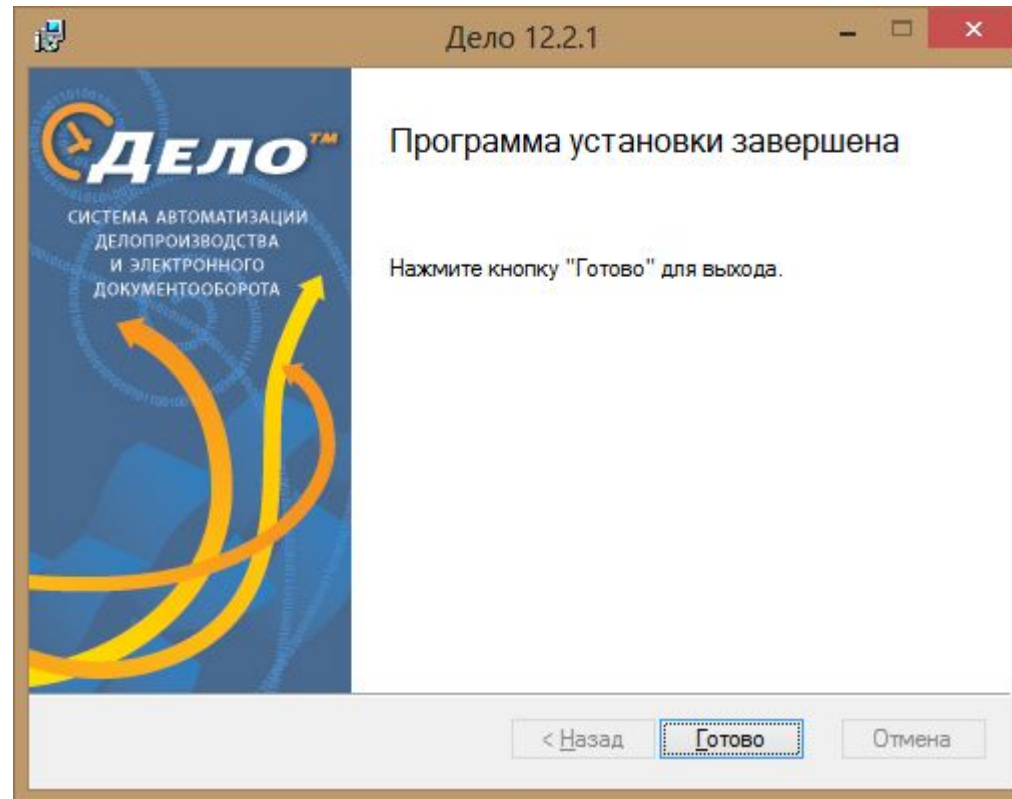 Дело 12.2.1
Дело™
СИСТЕМА АВТОМАТИЗАЦИИ
ДЕЛОПРОИЗВОДСТВА
И ЭЛЕКТРОННОГО
ДОКУМЕНТООБОРОТА
Программа установки завершена
Нажмите кнопку "Готово" для выхода.
< Назад Готово Отмена